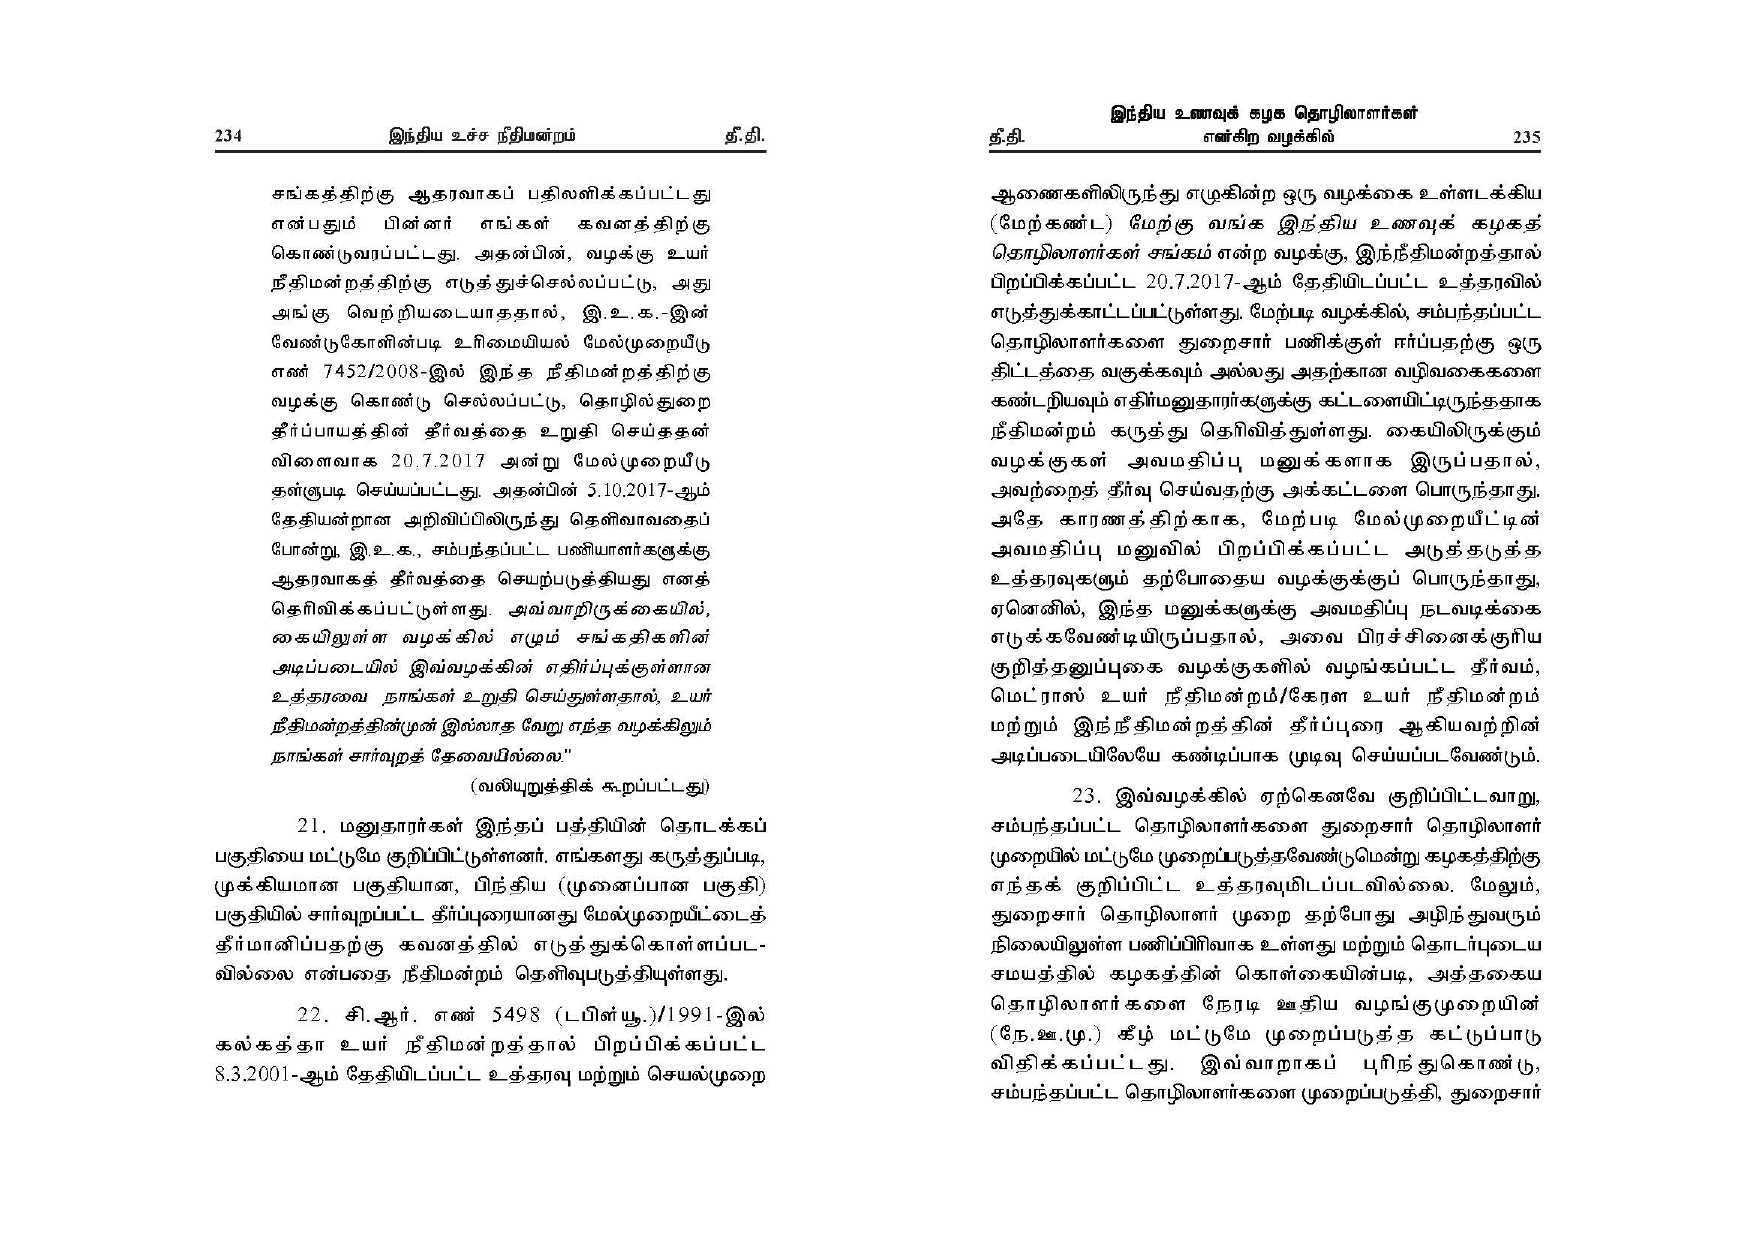 234 இந்திய உச்ச நீதிமன்றம் தீ.தி.
சங்கத்திற்கு ஆதரவாகப் பதிலளிக்கப்பட்டது
என்பதும் பின்னர் எங்கள் கவனத்திற்கு
கொண்டுவரப்பட்டது. அதன்பின், வழக்கு உயர்
நீதிமன்றத்திற்கு எடுத்துச்செல்லப்பட்டு, அது
அங்கு வெற்றியடையாததால், இ.உ.க.-இன்
வேண்டுகோளின்படி உரிமையியல் மேல்முறையீடு
எண் 7452/2008-இல் இந்த நீதிமன்றத்திற்கு
வழக்கு கொண்டு செல்லப்பட்டு, தொழில்துறை
தீர்ப்பாயத்தின் தீர்வத்தை உறுதி செய்ததன்
விளைவாக 20.7.2017 அன்று மேல்முறையீடு
தள்ளுபடி செய்யப்பட்டது. அதன்பின் 5.10.2017-ஆம்
தேதியன்றான அறிவிப்பிலிருந்து தெளிவாவதைப்
போன்று, இ.உ.க., சம்பந்தப்பட்ட பணியாளர்களுக்கு
ஆதரவாகத் தீர்வத்தை செயற்படுத்தியது எனத்
தெரிவிக்கப்பட்டுள்ளது. அவ்வாறிருக்கையில்,
கையிலுள்ள வழக்கில் எழும் சங்கதிகளின்
அடிப்படையில் இவ்வழக்கின் எதிர்ப்புக்குள்ளான
உத்தரவை நாங்கள் உறுதி செய்துள்ளதால், உயர்
நீதிமன்றத்தின்முன் இல்லாத வேறு எந்த வழக்கிலும்
நாங்கள் சார்வுறத் தேவையில்லை."
(வலியுறுத்திக் கூறப்பட்டது)
21. மனுதாரர்கள் இந்தப் பத்தியின் தொடக்கப்
பகுதியை மட்டுமே குறிப்பிட்டுள்ளனர். எங்களது கருத்துப்படி,
முக்கியமான பகுதியான, பிந்திய (முனைப்பான பகுதி)
பகுதியில் சார்வுறப்பட்ட தீர்ப்புரையானது மேல்முறையீட்டைத்
தீர்மானிப்பதற்கு கவனத்தில் எடுத்துக்கொள்ளப்பட-
வில்லை என்பதை நீதிமன்றம் தெளிவுபடுத்தியுள்ளது.
22. சி.ஆர். எண் 5498 (டபிள்யூ.)/1991-இல்
கல்கத்தா உயர் நீதிமன்றத்தால் பிறப்பிக்கப்பட்ட
8.3.2001-ஆம் தேதியிடப்பட்ட உத்தரவு மற்றும் செயல்முறை
இந்திய உணவுக் கழக தொழிலாளர்கள்
தீ.தி. என்கிற வழக்கில் 235
ஆணைகளிலிருந்து எழுகின்ற ஒரு வழக்கை உள்ளடக்கிய
(மேற்கண்ட) மேற்கு வங்க இந்திய உணவுக் கழகத்
தொழிலாளர்கள் சங்கம் என்ற வழக்கு, இந்நீதிமன்றத்தால்
பிறப்பிக்கப்பட்ட 20.7.2017-ஆம் தேதியிடப்பட்ட உத்தரவில்
எடுத்துக்காட்டப்பட்டுள்ளது. மேற்படி வழக்கில், சம்பந்தப்பட்ட
தொழிலாளர்களை துறைசார் பணிக்குள் ஈர்ப்பதற்கு ஒரு
திட்டத்தை வகுக்கவும் அல்லது அதற்கான வழிவகைகளை
கண்டறியவும் எதிர்மனுதாரர்களுக்கு கட்டளையிட்டிருந்ததாக
நீதிமன்றம் கருத்து தெரிவித்துள்ளது. கையிலிருக்கும்
வழக்குகள் அவமதிப்பு மனுக்களாக இருப்பதால்,
அவற்றைத் தீர்வு செய்வதற்கு அக்கட்டளை பொருந்தாது.
அதே காரணத்திற்காக, மேற்படி மேல்முறையீட்டின்
அவமதிப்பு மனுவில் பிறப்பிக்கப்பட்ட அடுத்தடுத்த
உத்தரவுகளும் தற்போதைய வழக்குக்குப் பொருந்தாது,
ஏனெனில், இந்த மனுக்களுக்கு அவமதிப்பு நடவடிக்கை
எடுக்கவேண்டியிருப்பதால், அவை பிரச்சினைக்குரிய
குறித்தனுப்புகை வழக்குகளில் வழங்கப்பட்ட தீர்வம்,
மெட்ராஸ் உயர் நீதிமன்றம்/கேரள உயர் நீதிமன்றம்
மற்றும் இந்நீதிமன்றத்தின் தீர்ப்புரை ஆகியவற்றின்
அடிப்படையிலேயே கண்டிப்பாக முடிவு செய்யப்படவேண்டும்.
23. இவ்வழக்கில் ஏற்கெனவே குறிப்பிட்டவாறு,
சம்பந்தப்பட்ட தொழிலாளர்களை துறைசார் தொழிலாளர்
முறையில் மட்டுமே முறைப்படுத்தவேண்டுமென்று கழகத்திற்கு
எந்தக் குறிப்பிட்ட உத்தரவுமிடப்படவில்லை. மேலும்,
துறைசார் தொழிலாளர் முறை தற்போது அழிந்துவரும்
நிலையிலுள்ள பணிப்பிரிவாக உள்ளது மற்றும் தொடர்புடைய
சமயத்தில் கழகத்தின் கொள்கையின்படி, அத்தகைய
தொழிலாளர்களை நேரடி ஊதிய வழங்குமுறையின்
(நே.ஊ.மு.) கீழ் மட்டுமே முறைப்படுத்த கட்டுப்பாடு
விதிக்கப்பட்டது. இவ்வாறாகப் புரிந்துகொண்டு,
சம்பந்தப்பட்ட தொழிலாளர்களை முறைப்படுத்தி, துறைசார்